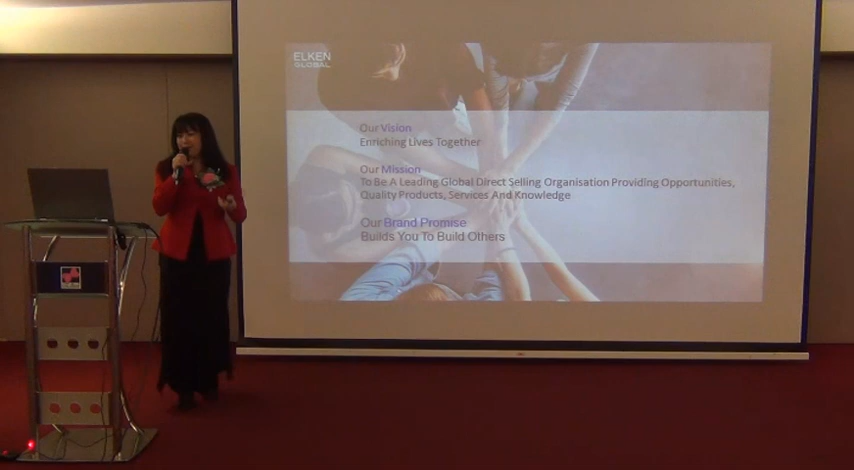 ELKEN
GLOBAL
Our Vision
Enriching Lives Together
Our Mission
To Be A Leading Global Direct Selling Organisation Providing Opportunities,
Quality Products, Services And Knowledge
Our Brand Promise
Builds You To Build Others